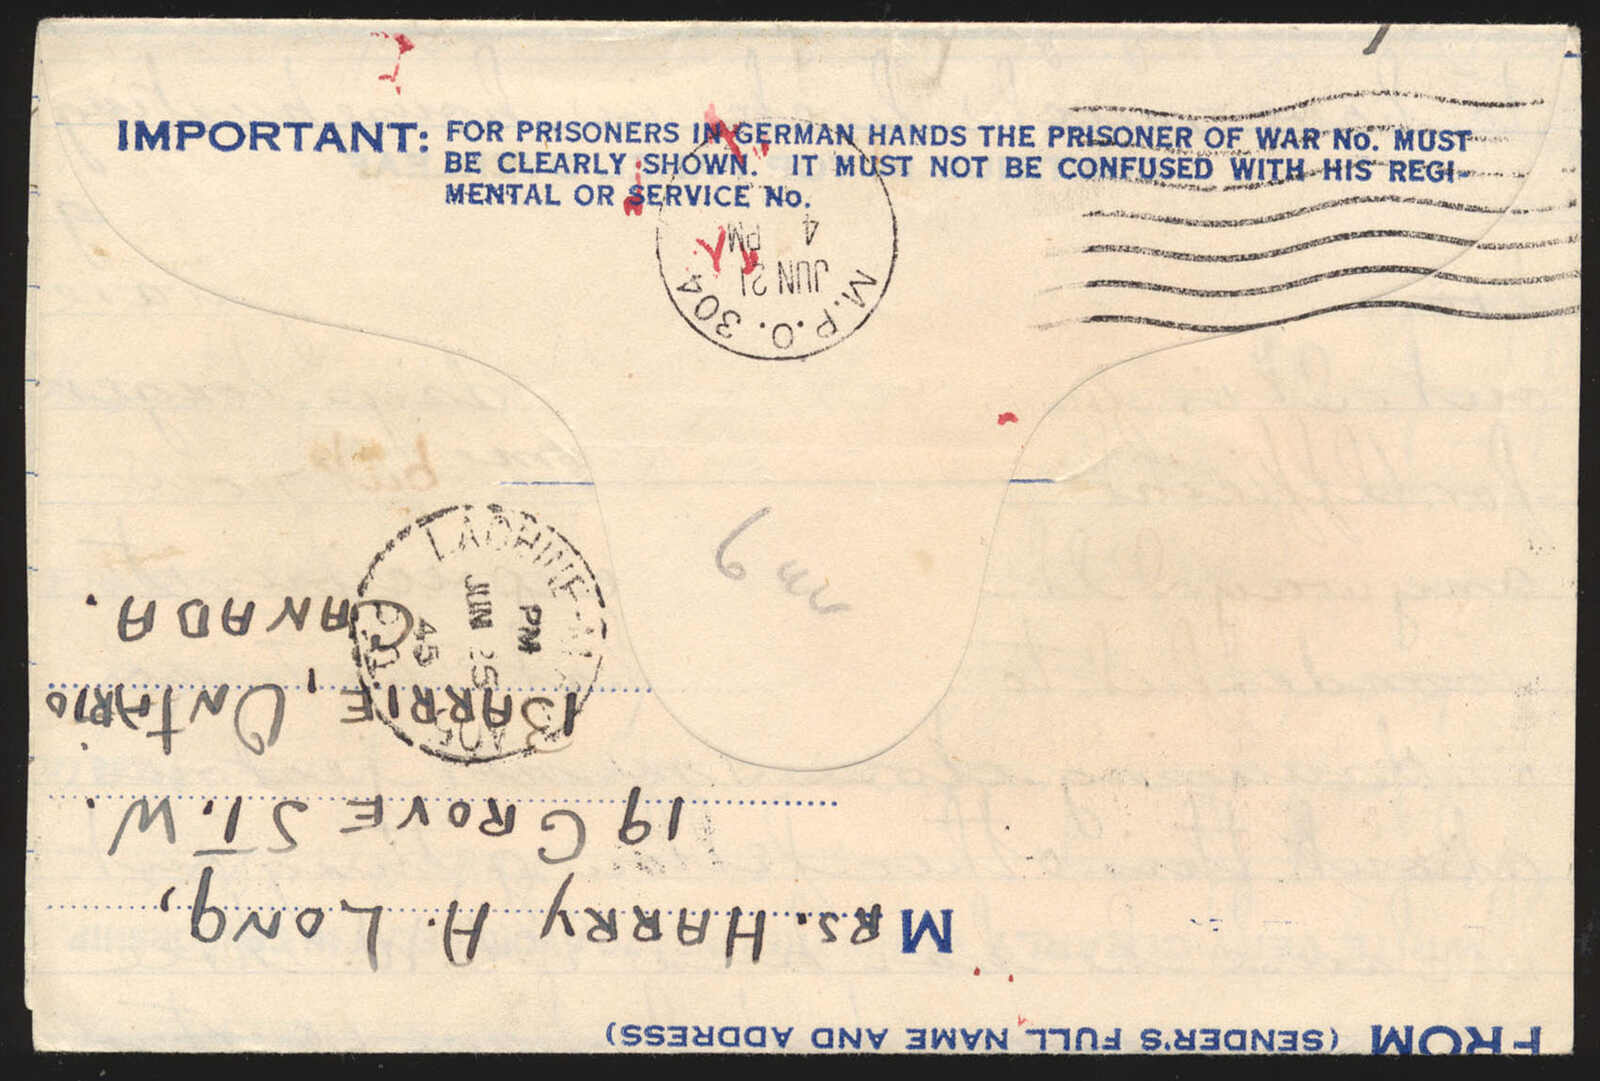 IMPORTANT: FOR PRISONERS IN GERMAN HANDS THE PRISONER OF WAR No. MUST
BE CLEARLY SHOWN. IT MUST NOT BE CONFUSED WITH HIS REGI-
MENTAL OR SERVICE No.
M.P.O. 304
4
PM
JUN 21
LACHINE
PM
JUN 25
45
FROM (SENDER'S FULL NAME AND ADDRESS)
MRS. HARRY A. LONG,
19 GROVE ST. W.
BARRIE, ONTARIO
CANADA.